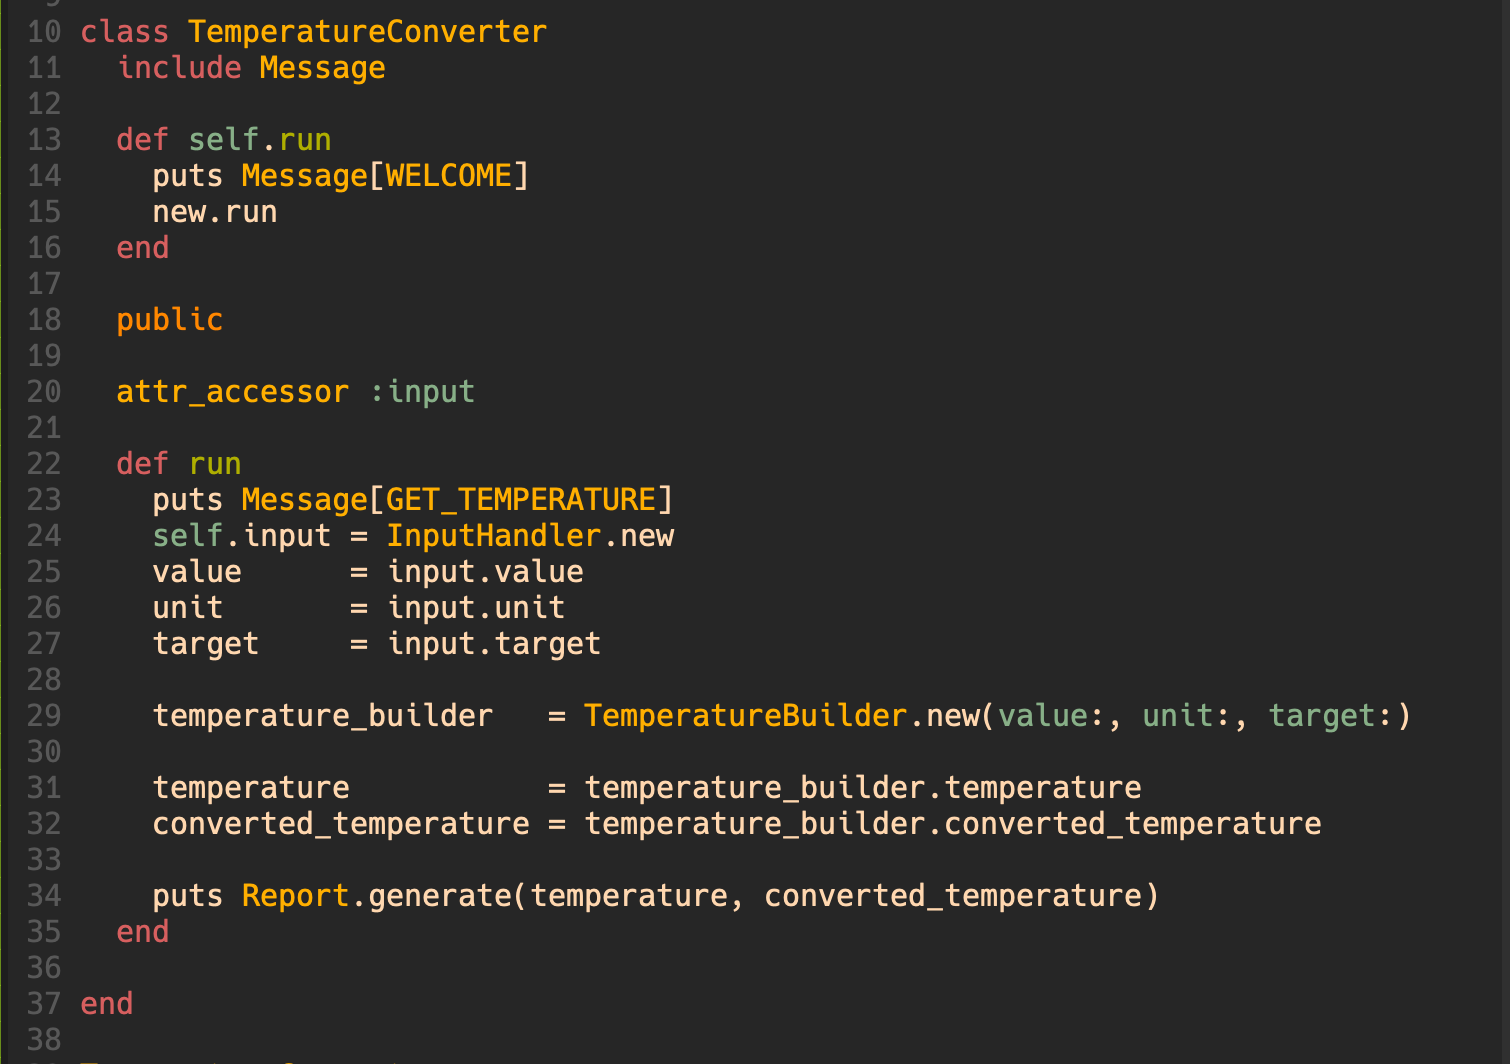 10 class TemperatureConverter
11   include Message
12
13   def self.run
14     puts Message[WELCOME]
15     new.run
16   end
17
18   public
19
20   attr_accessor :input
21
22   def run
23     puts Message[GET_TEMPERATURE]
24     self.input = InputHandler.new
25     value      = input.value
26     unit       = input.unit
27     target     = input.target
28
29     temperature_builder   = TemperatureBuilder.new(value:, unit:, target:)
30
31     temperature           = temperature_builder.temperature
32     converted_temperature = temperature_builder.converted_temperature
33
34     puts Report.generate(temperature, converted_temperature)
35   end
36
37 end
38